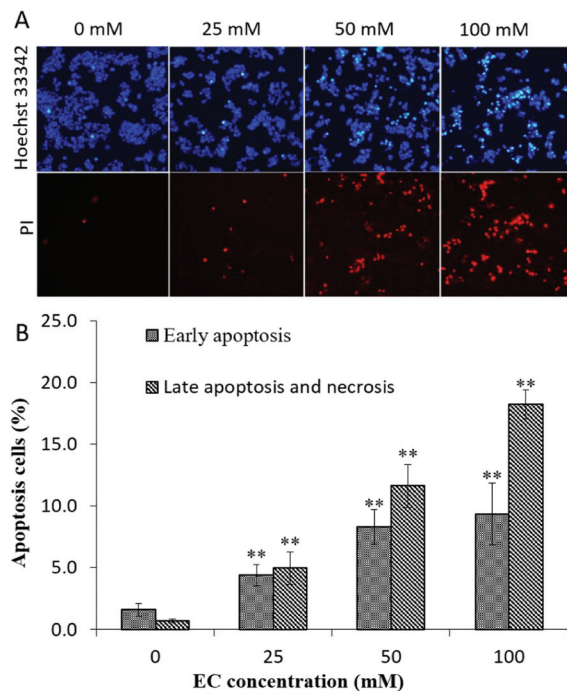 A
0 mM 25 mM 50 mM 100 mM
Hoechst 33342
PI
B
25.0
20.0
15.0
10.0
5.0
0.0
Apoptosis cells (%)
Early apoptosis
Late apoptosis and necrosis
** **
** **
** **
0 25 50 100
EC concentration (mM)